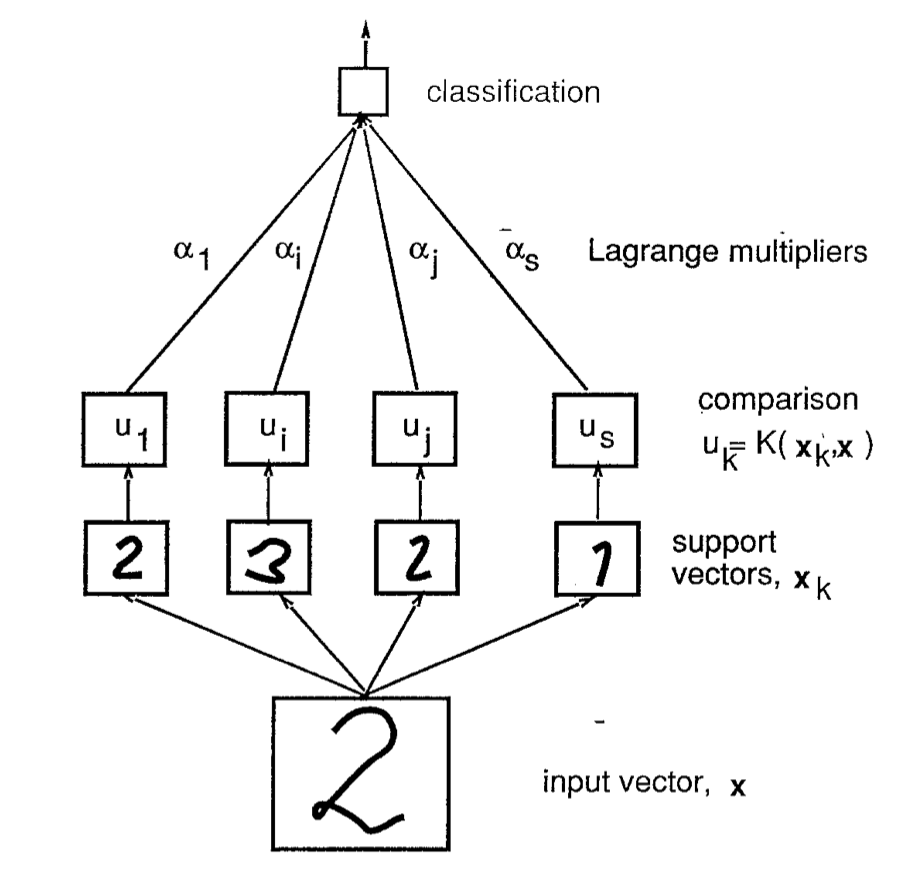 classification
α1 αi αj αs Lagrange multipliers
comparison
u1 ui uj us uk= K( xk,x )
2 3 2 1 support
vectors, xk
2
input vector, x